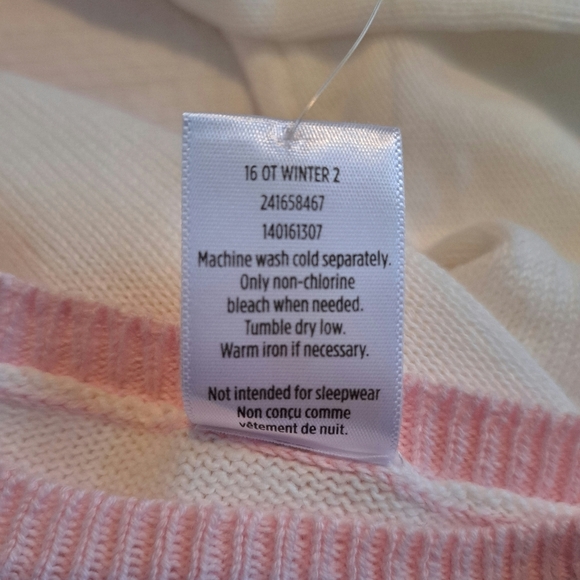 16 OT WINTER 2
241658467
140161307
Machine wash cold separately.
Only non-chlorine
bleach when needed.
Tumble dry low.
Warm iron if necessary.
Not intended for sleepwear
Non conçu comme
vêtement de nuit.